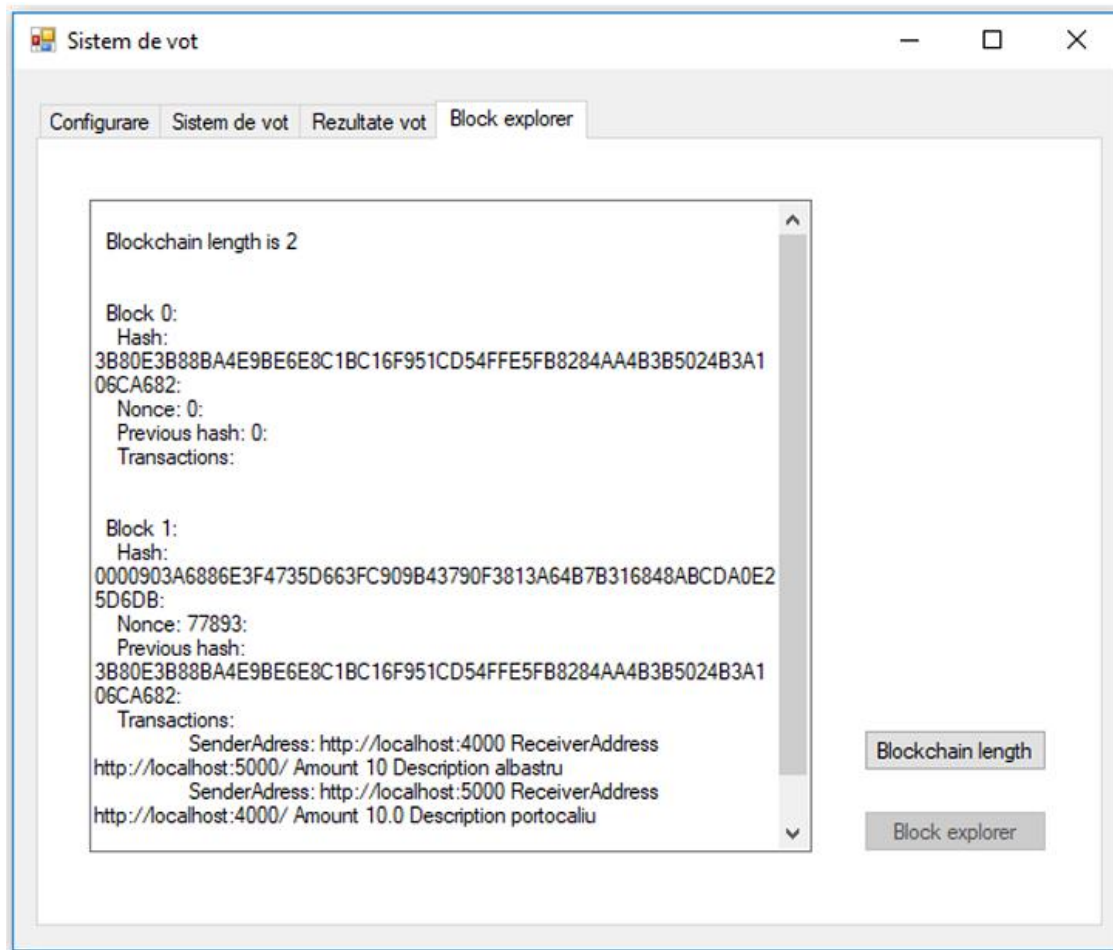 Sistem de vot
Configurare Sistem de vot Rezultate vot Block explorer
Blockchain length is 2
Block 0:
Hash:
3B80E3B88BA4E9BE6E8C1BC16F951CD54FFE5FB8284AA4B3B5024B3A1
06CA682:
Nonce: 0:
Previous hash: 0:
Transactions:
Block 1:
Hash:
0000903A6886E3F4735D663FC909B43790F3813A64B7B316848ABCDA0E2
5D6DB:
Nonce: 77893:
Previous hash:
3B80E3B88BA4E9BE6E8C1BC16F951CD54FFE5FB8284AA4B3B5024B3A1
06CA682:
Transactions:
SenderAdress: http://localhost:4000 ReceiverAddress
http://localhost:5000/ Amount 10 Description albastru
SenderAdress: http://localhost:5000 ReceiverAddress
http://localhost:4000/ Amount 10.0 Description portocaliu
Blockchain length
Block explorer